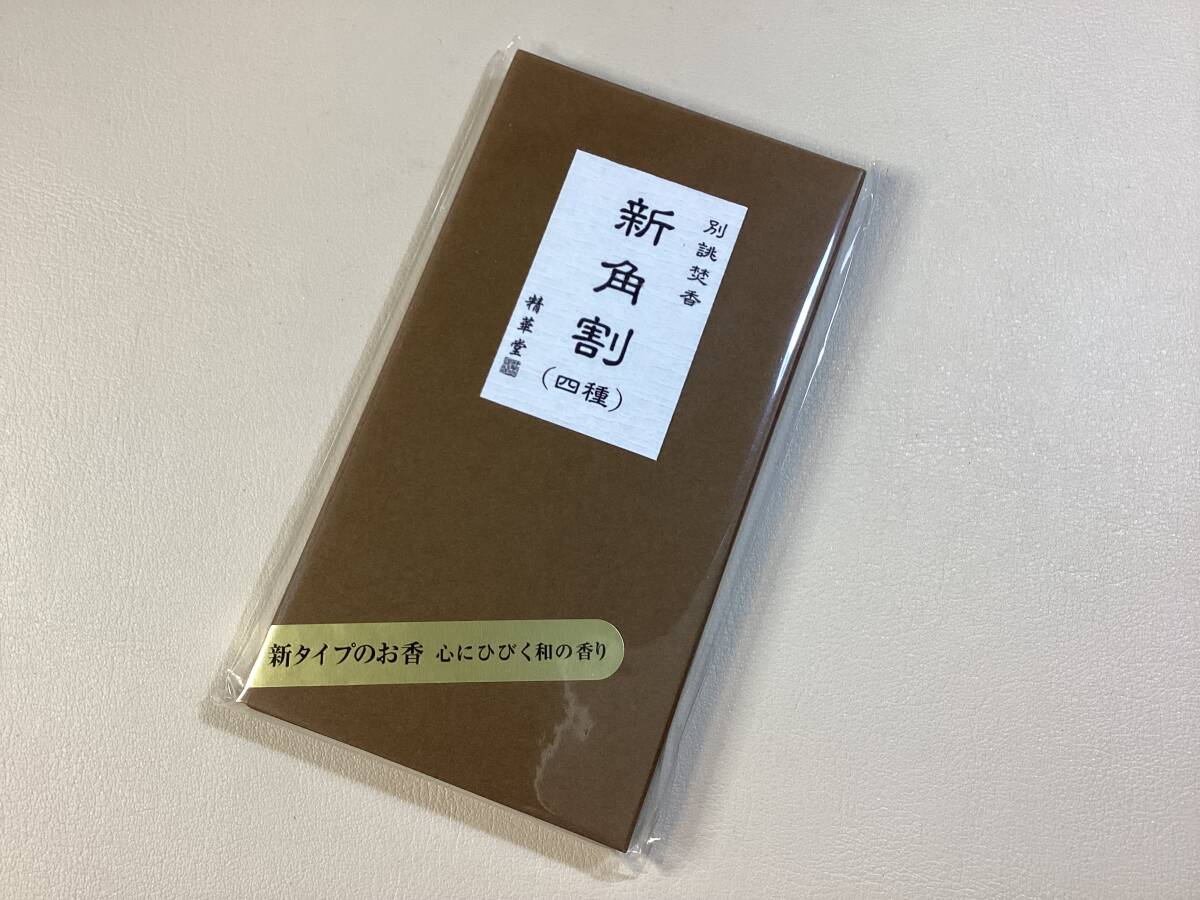 別誂焚香
新角割
(四種)
精華堂
新タイプのお香 心にひびく和の香り